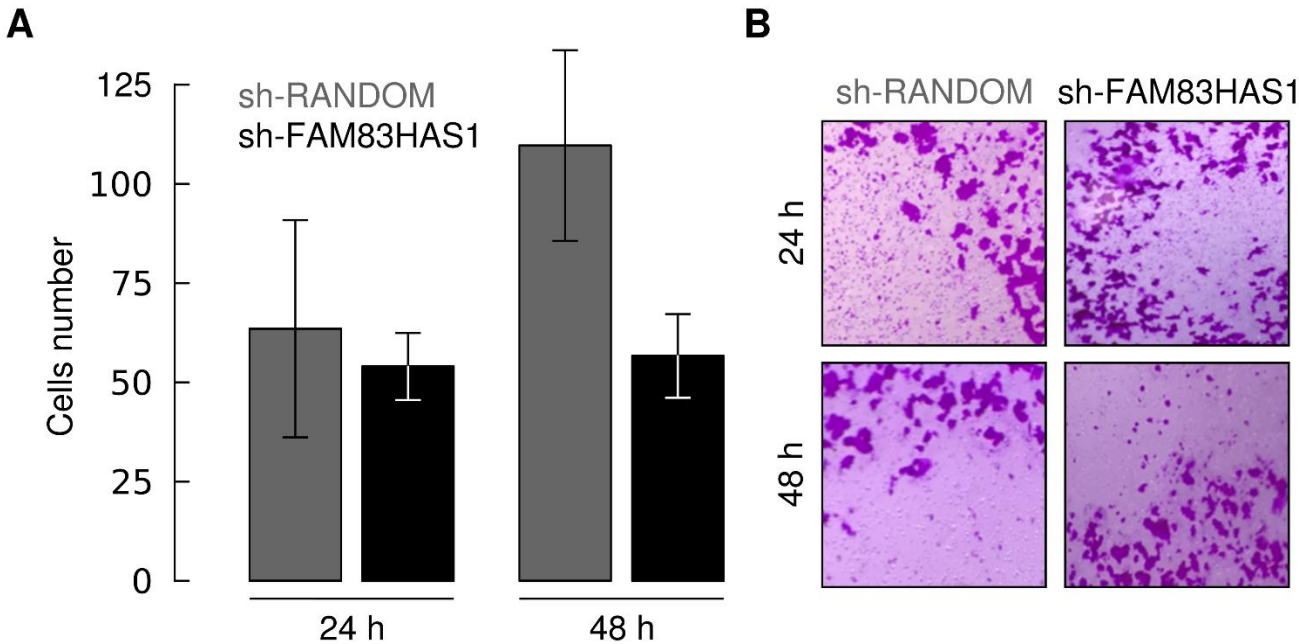 A
Cells number
125
100
75
50
25
0
sh-RANDOM
sh-FAM83HAS1
24 h
48 h
B
sh-RANDOM sh-FAM83HAS1
24 h
48 h